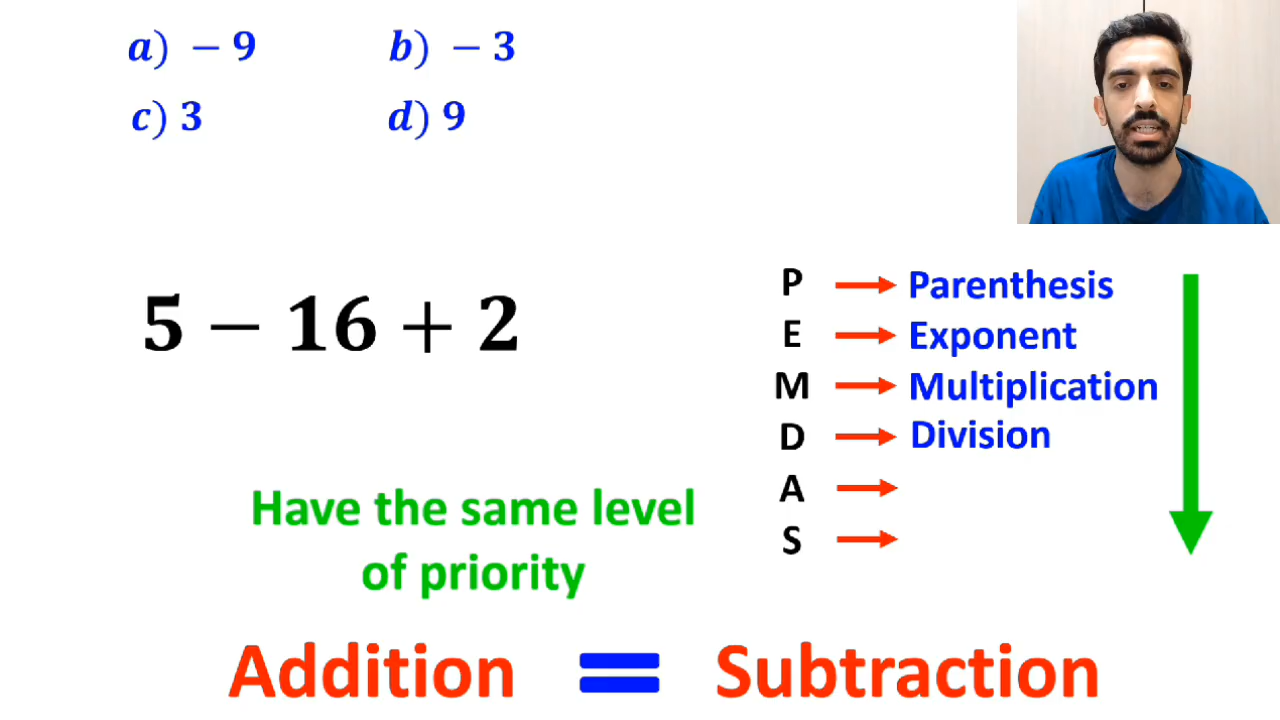 a) – 9
b) – 3
c) 3
d) 9
5 – 16 + 2
P → Parenthesis
E → Exponent
M → Multiplication
D → Division
A →
S →
Have the same level
of priority
Addition = Subtraction